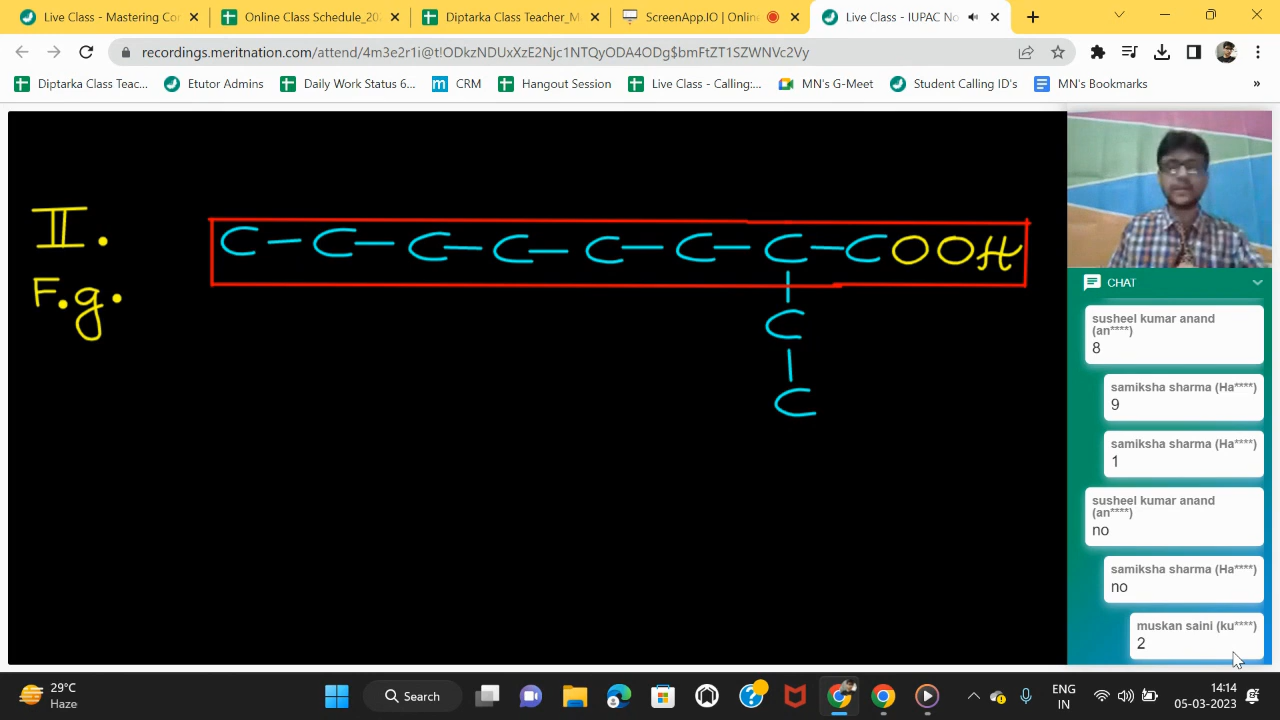 Live Class - Mastering Cor
Online Class Schedule_202
Diptarka Class Teacher_M
ScreenApp.IO | Online
Live Class - IUPAC No
recordings.meritnation.com/attend/4m3e2r1i@t!ODkzNDUxXzE2Njc1NTQyODA4ODg$bmFtZT1SZWNVc2Vy
Diptarka Class Teac...
Etutor Admins
Daily Work Status 6...
m CRM
Hangout Session
Live Class - Calling:...
MN's G-Meet
Student Calling ID's
MN's Bookmarks
»
II.
C - C - C - C - C - C - C - COOH
F.g.
C
C
CHAT
susheel kumar anand
(an****)
8
samiksha sharma (Ha****)
9
samiksha sharma (Ha****)
1
susheel kumar anand
(an****)
no
samiksha sharma (Ha****)
no
muskan saini (ku****)
2
29°C
Haze
Search
ENG
IN
14:14
05-03-2023